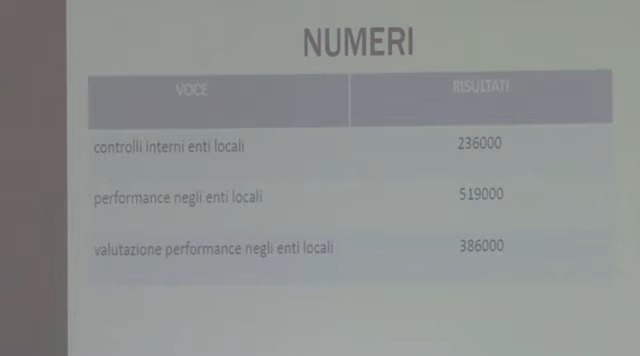 NUMERI
VOCE RISULTATI
controlli interni enti locali 236000
performance negli enti locali 519000
valutazione performance negli enti locali 386000